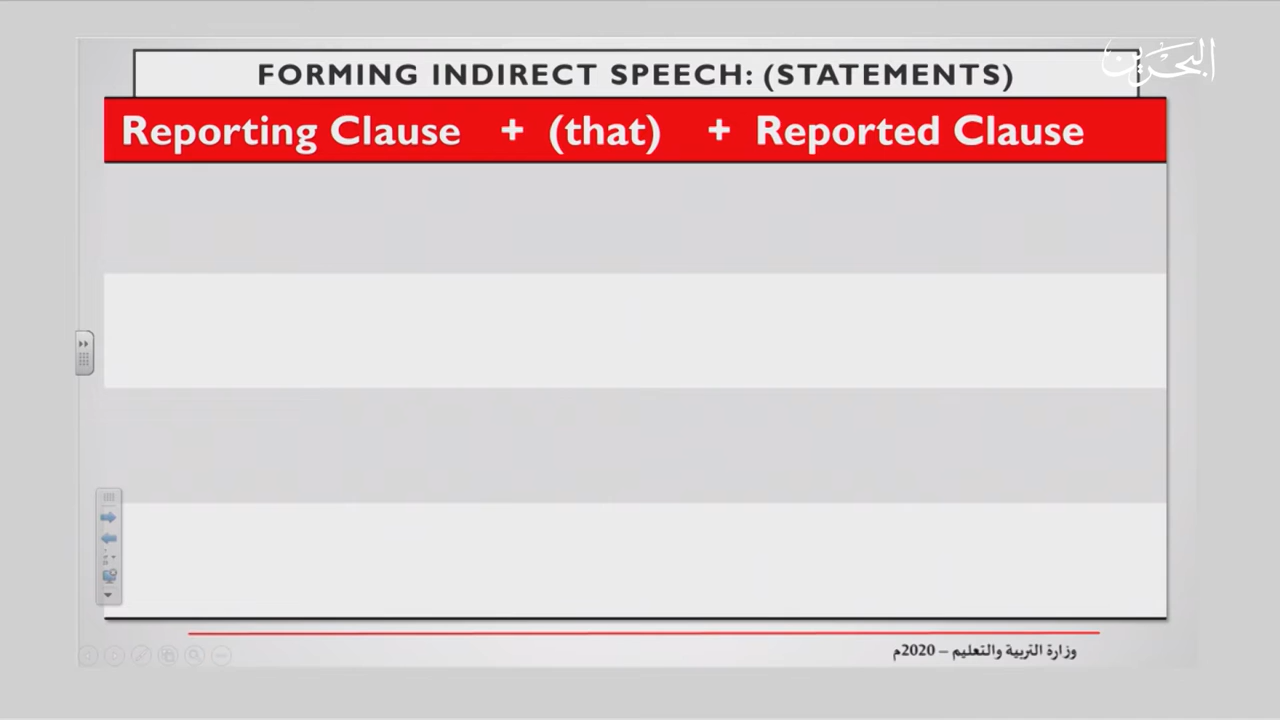 البحرين
FORMING INDIRECT SPEECH: (STATEMENTS)
Reporting Clause + (that) + Reported Clause
وزارة التربية والتعليم – 2020م